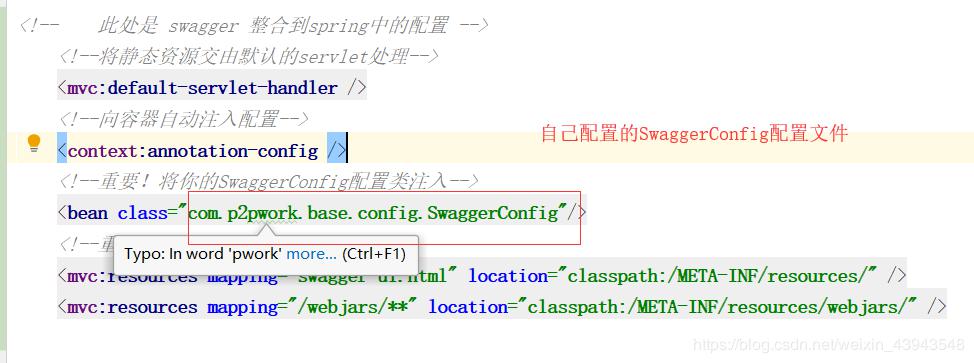 <!-- 此处是 swagger 整合到spring中的配置 -->
<!--将静态资源交由默认的servlet处理-->
<mvc:default-servlet-handler />
<!--向容器自动注入配置-->
<context:annotation-config />
自己配置的SwaggerConfig配置文件
<!--重要！将你的SwaggerConfig配置类注入-->
<bean class="com.p2pwork.base.config.SwaggerConfig"/>
<!--重
Typo: In word 'pwork' more... (Ctrl+F1)
<mvc:resources mapping= swagger ui.html" location="classpath:/META-INF/resources/" />
<mvc:resources mapping="/webjars/**" location="classpath:/META-INF/resources/webjars/" />
https://blog.csdn.net/weixin_43943548